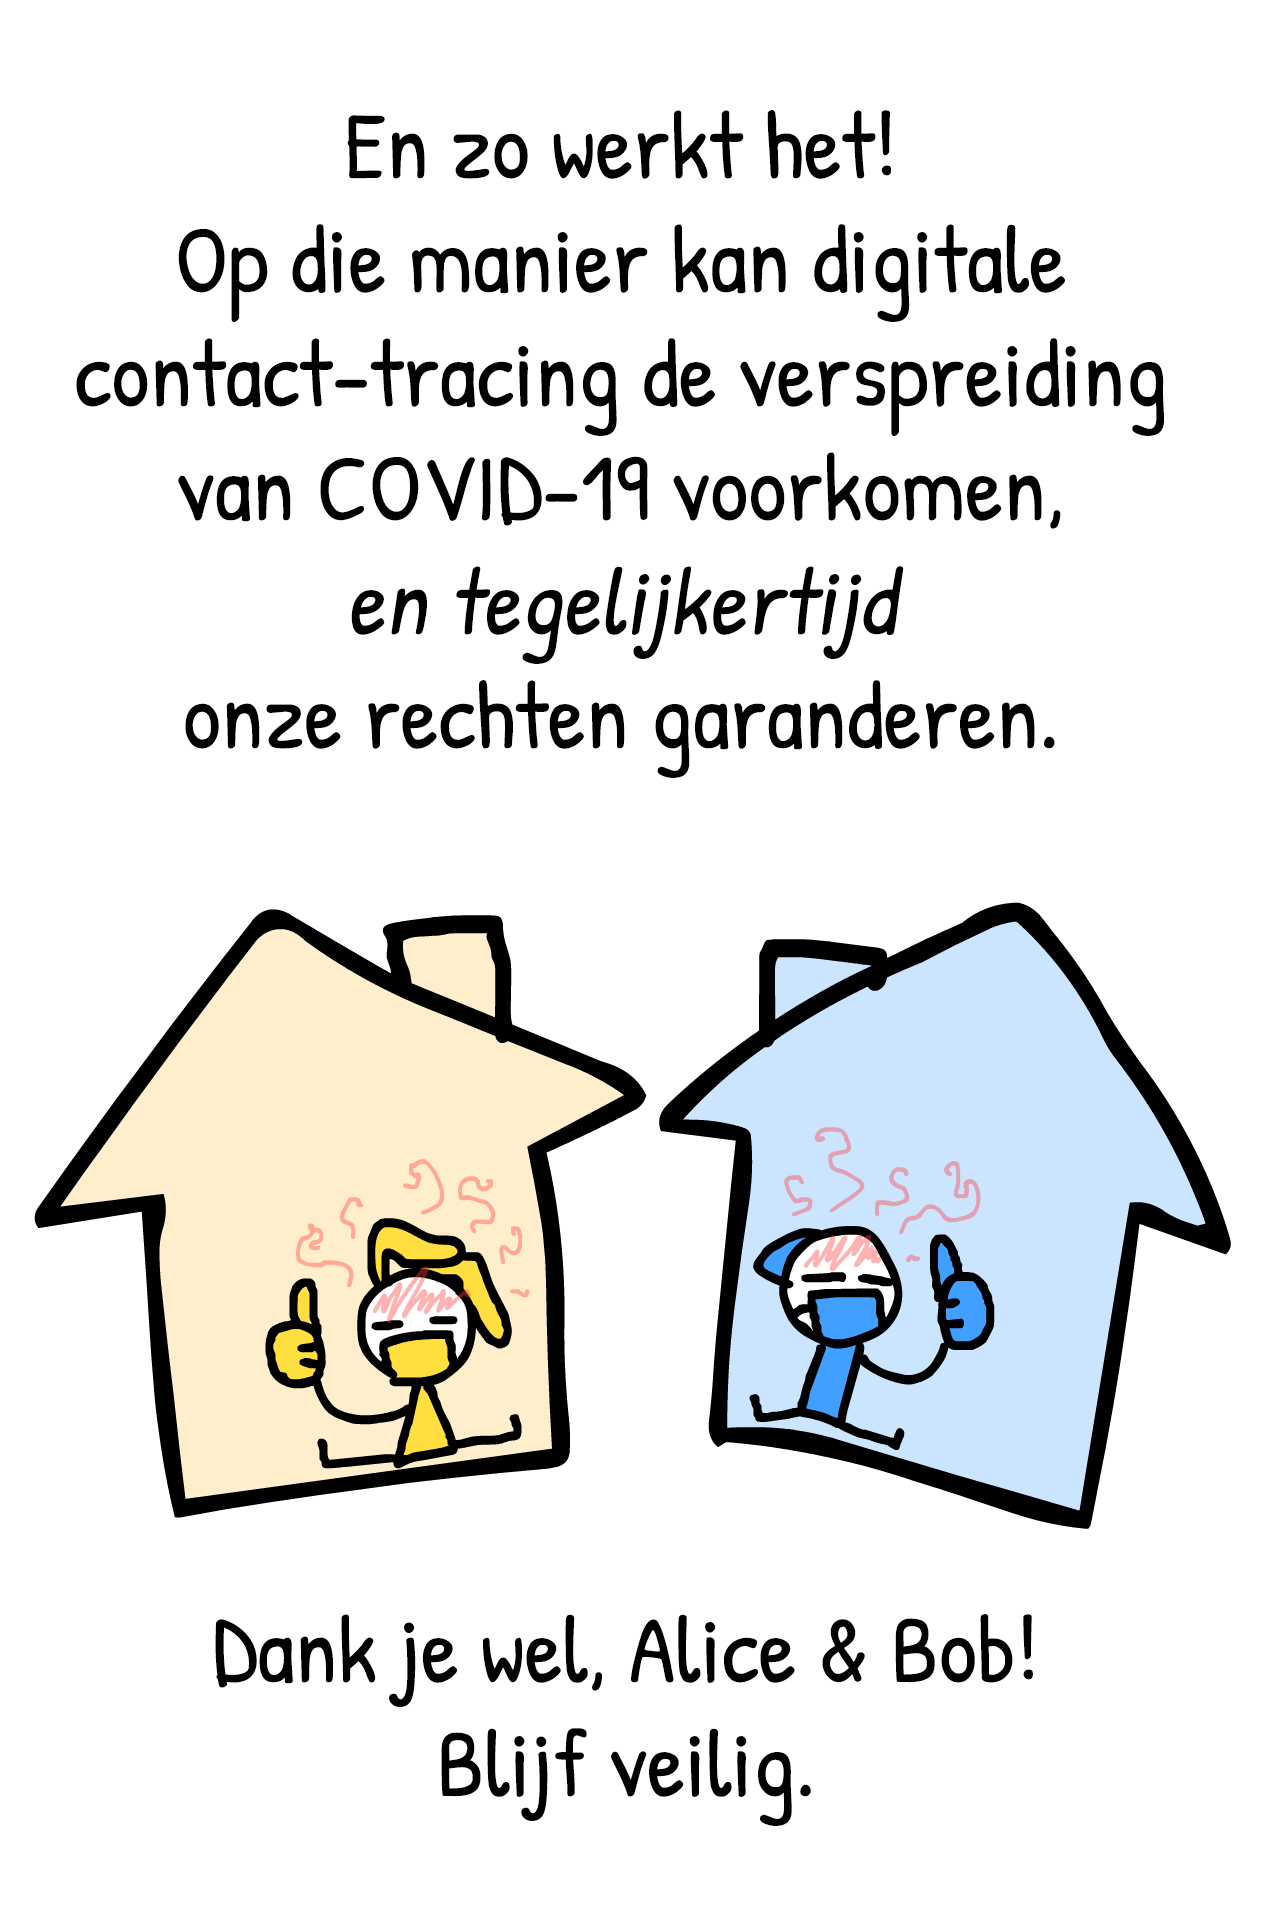 En zo werkt het!
Op die manier kan digitale
contact-tracing de verspreiding
van COVID-19 voorkomen,
en tegelijkertijd
onze rechten garanderen.
Dank je wel, Alice & Bob!
Blijf veilig.